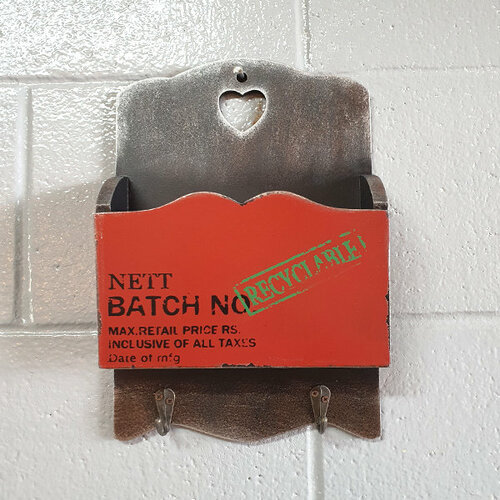 NETT
BATCH NO
RECYCLABLE
MAX.RETAIL PRICE RS.
INCLUSIVE OF ALL TAXES
Date of mfg